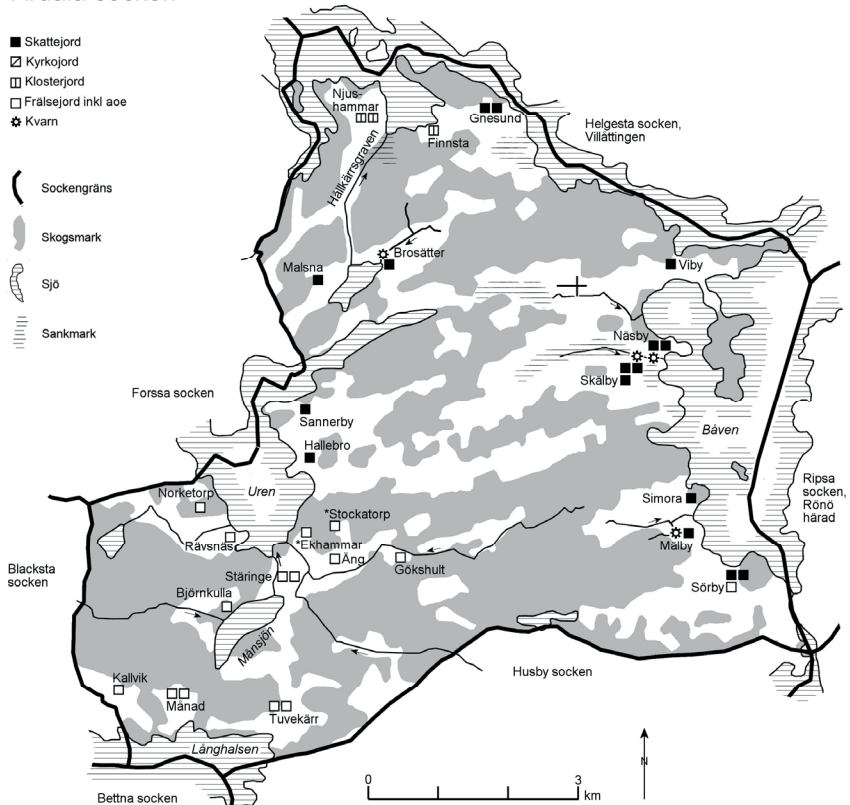 Skattejord
Kyrkojord
Klosterjord
Frälsejord inkl aoe
Kvarn
Sockengräns
Skogsmark
Sjö
Sankmark
Njus-
hammar
Gnesund
Finnsta
Helgesta socken,
Villåttingen
Hållkärrsgraven
Brosätter
Malsna
Viby
Näsby
Skälby
Forssa socken
Sannerby
Hallebro
Båven
Uren
Norketorp
*Stockatorp
*Ekhammar
Rävsnäs
Äng
Gökshult
Simora
Mälby
Ripsa
socken,
Rönö
härad
Blacksta
socken
Stäringe
Björnkulla
Sörby
Månsjön
Husby socken
Kallvik
Månad
Tuvekärr
Långhalsen
Bettna socken
0
3
km
N